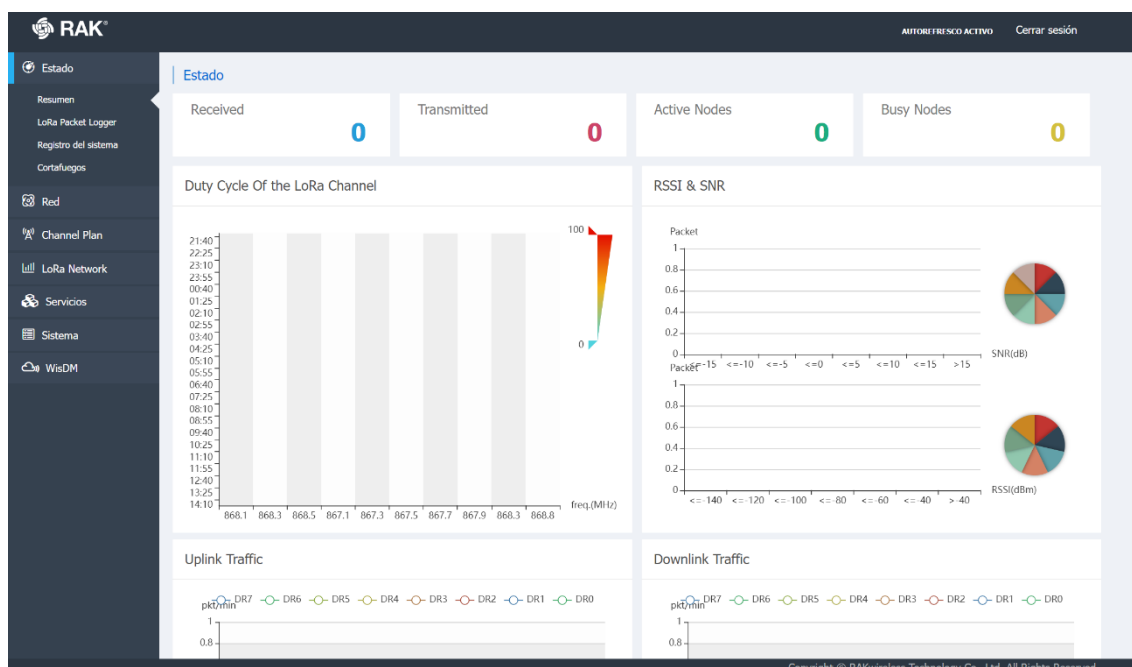 RAK®
AUTOREFRESCO ACTIVO
Cerrar sesión
Estado
Resumen
LoRa Packet Logger
Registro del sistema
Cortafuegos
Red
Channel Plan
LoRa Network
Servicios
Sistema
WisDM
Estado
Received
0
Transmitted
0
Active Nodes
0
Busy Nodes
0
Duty Cycle Of the LoRa Channel
100
0
21:40
22:25
23:10
23:55
00:40
01:25
02:10
02:55
03:40
04:25
05:10
05:55
06:40
07:25
08:10
08:55
09:40
10:25
11:10
11:55
12:40
13:25
14:10
868.1 868.3 868.5 867.1 867.3 867.5 867.7 867.9 868.3 868.8
freq.(MHz)
RSSI & SNR
Packet
1
0.8
0.6
0.4
0.2
0
<=-15 <=-10 <=-5 <=0 <=5 <=10 <=15 >15
SNR(dB)
Packet
1
0.8
0.6
0.4
0.2
0
<=-140 <=-120 <=-100 <=-80 <=-60 <=-40 >-40
RSSI(dBm)
Uplink Traffic
DR7 DR6 DR5 DR4 DR3 DR2 DR1 DR0
pkt/min
1
0.8
Downlink Traffic
DR7 DR6 DR5 DR4 DR3 DR2 DR1 DR0
pkt/min
1
0.8
Copyright © RAKwireless Technology Co., Ltd. All Rights Reserved.